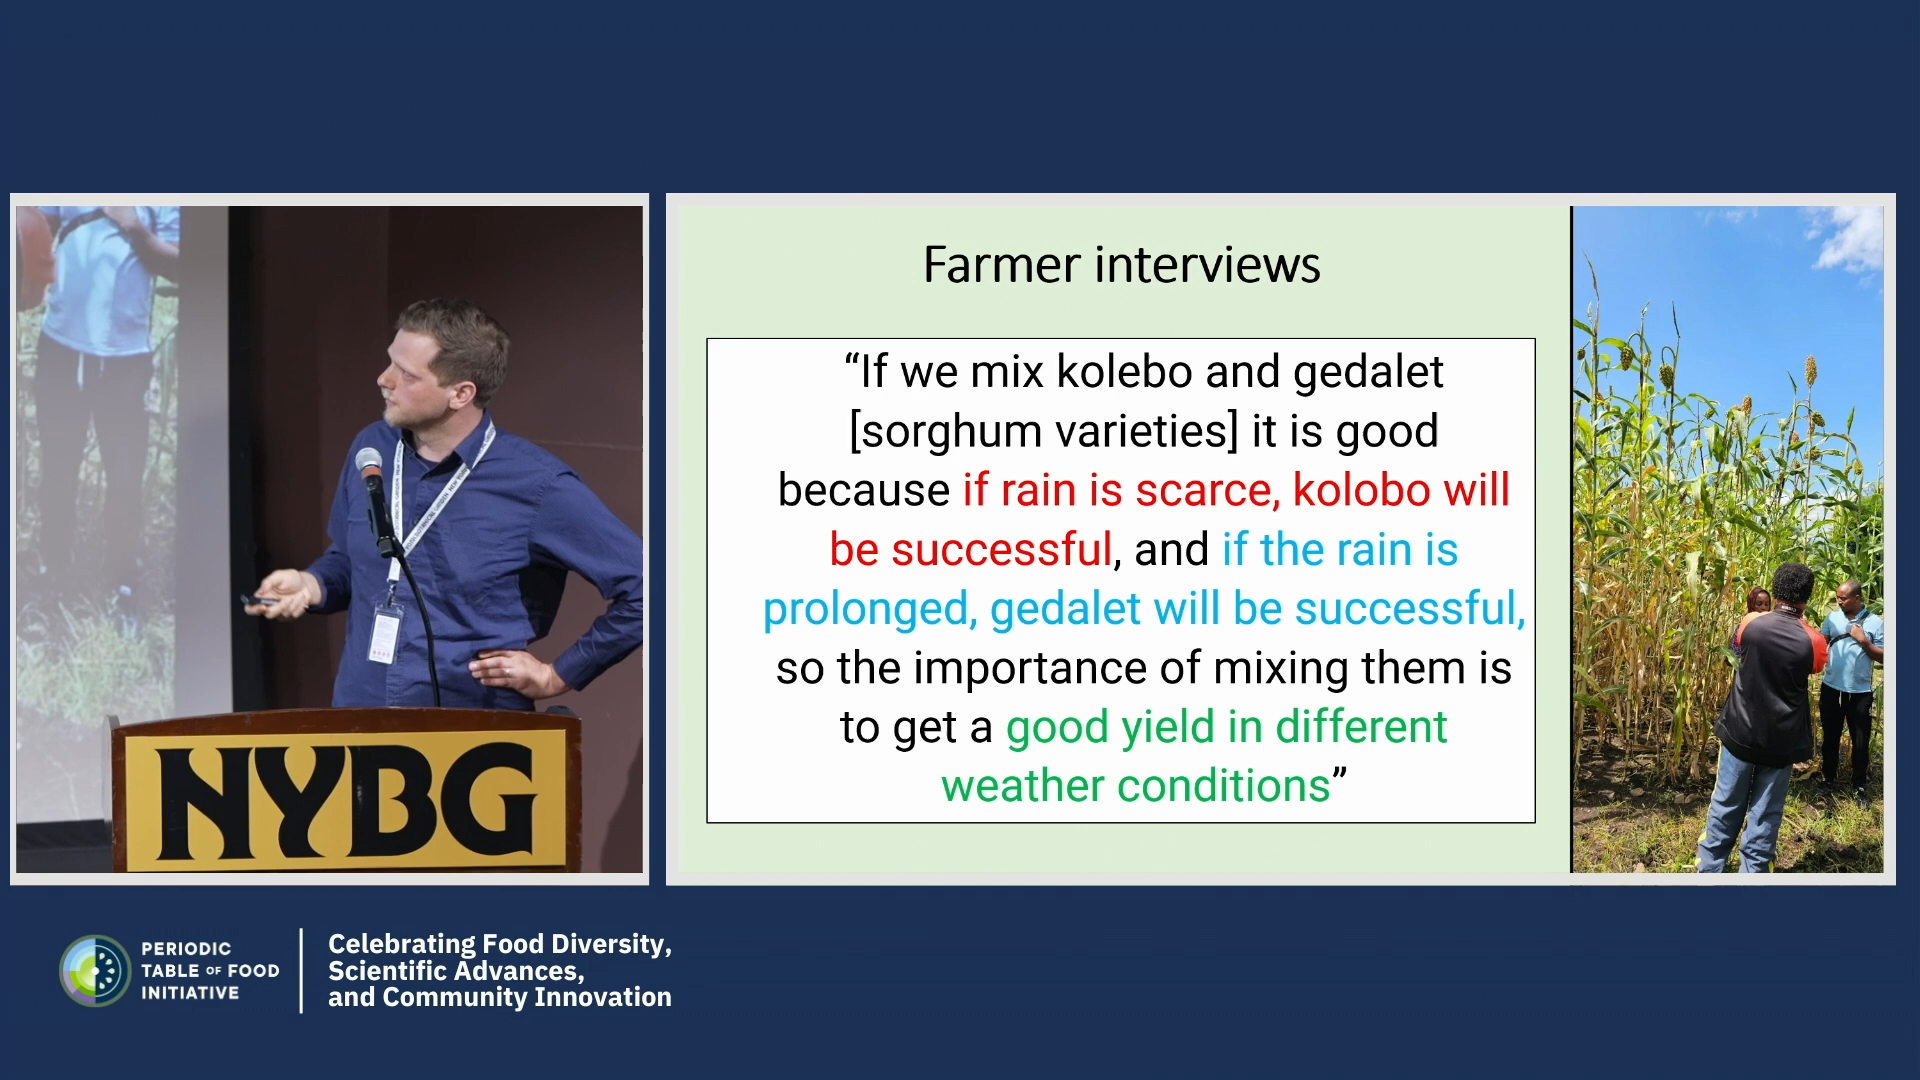 Farmer interviews
“If we mix kolebo and gedalet
[sorghum varieties] it is good
because if rain is scarce, kolobo will
be successful, and if the rain is
prolonged, gedalet will be successful,
so the importance of mixing them is
to get a good yield in different
weather conditions”
NYBG
PERIODIC
TABLE OF FOOD
INITIATIVE
Celebrating Food Diversity,
Scientific Advances,
and Community Innovation